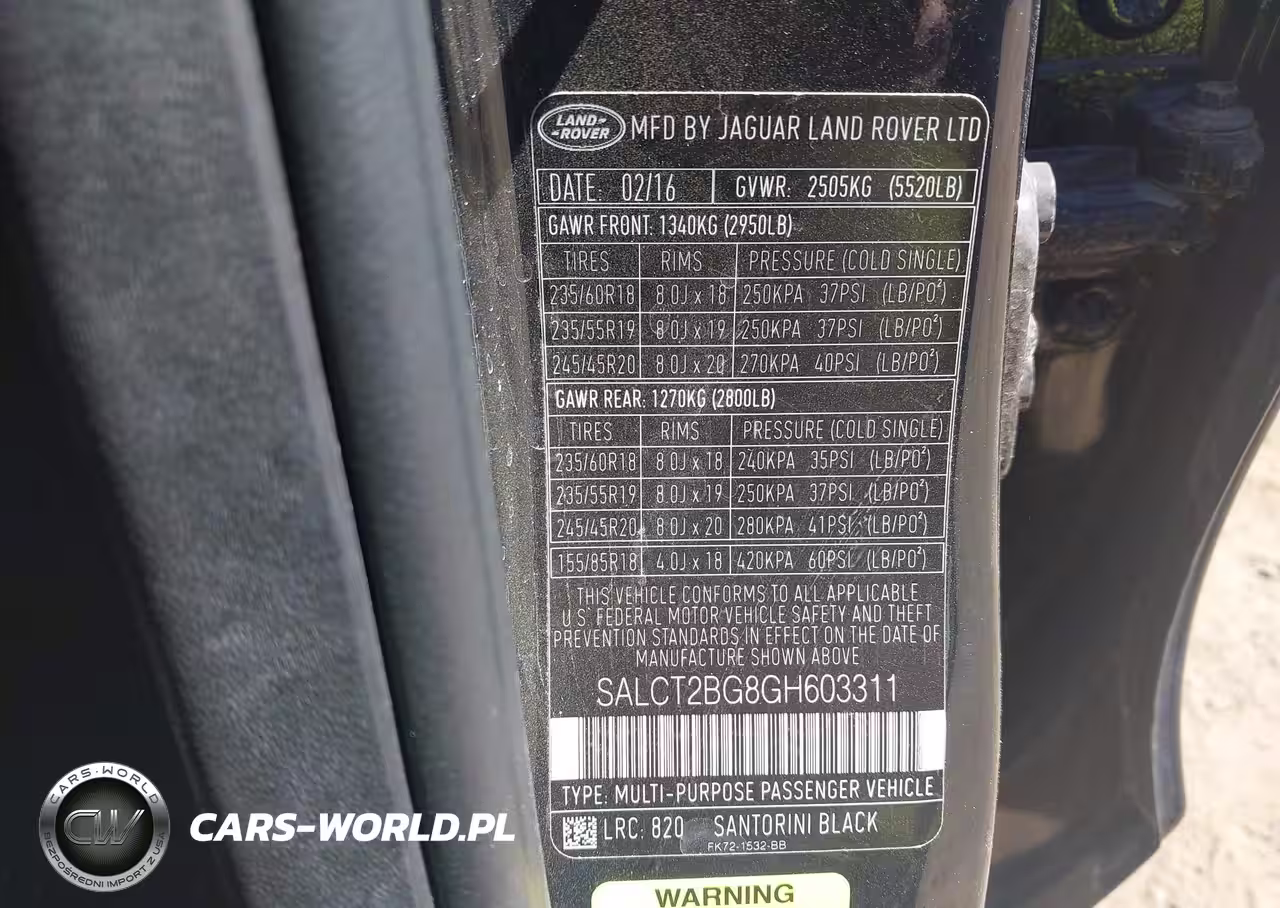 LAND-
-ROVER
MFD BY JAGUAR LAND ROVER LTD
DATE: 02/16 GVWR: 2505KG (5520LB)
GAWR FRONT: 1340KG (2950LB)
TIRES RIMS PRESSURE (COLD SINGLE)
235/60R18 8.0J x 18 250KPA 37PSI (LB/PO²)
235/55R19 8.0J x 19 250KPA 37PSI (LB/PO²)
245/45R20 8.0J x 20 270KPA 40PSI (LB/PO²)
GAWR REAR: 1270KG (2800LB)
TIRES RIMS PRESSURE (COLD SINGLE)
235/60R18 8.0J x 18 240KPA 35PSI (LB/PO²)
235/55R19 8.0J x 19 250KPA 37PSI (LB/PO²)
245/45R20 8.0J x 20 280KPA 41PSI (LB/PO²)
155/85R18 4.0J x 18 420KPA 60PSI (LB/PO²)
THIS VEHICLE CONFORMS TO ALL APPLICABLE
U.S. FEDERAL MOTOR VEHICLE SAFETY AND THEFT
PREVENTION STANDARDS IN EFFECT ON THE DATE OF
MANUFACTURE SHOWN ABOVE
SALCT2BG8GH603311
TYPE: MULTI-PURPOSE PASSENGER VEHICLE
LRC: 820 SANTORINI BLACK
FK72-1532-BB
WARNING
CARS-WORLD
CW
BEZPOŚREDNI IMPORT Z USA
CARS-WORLD.PL